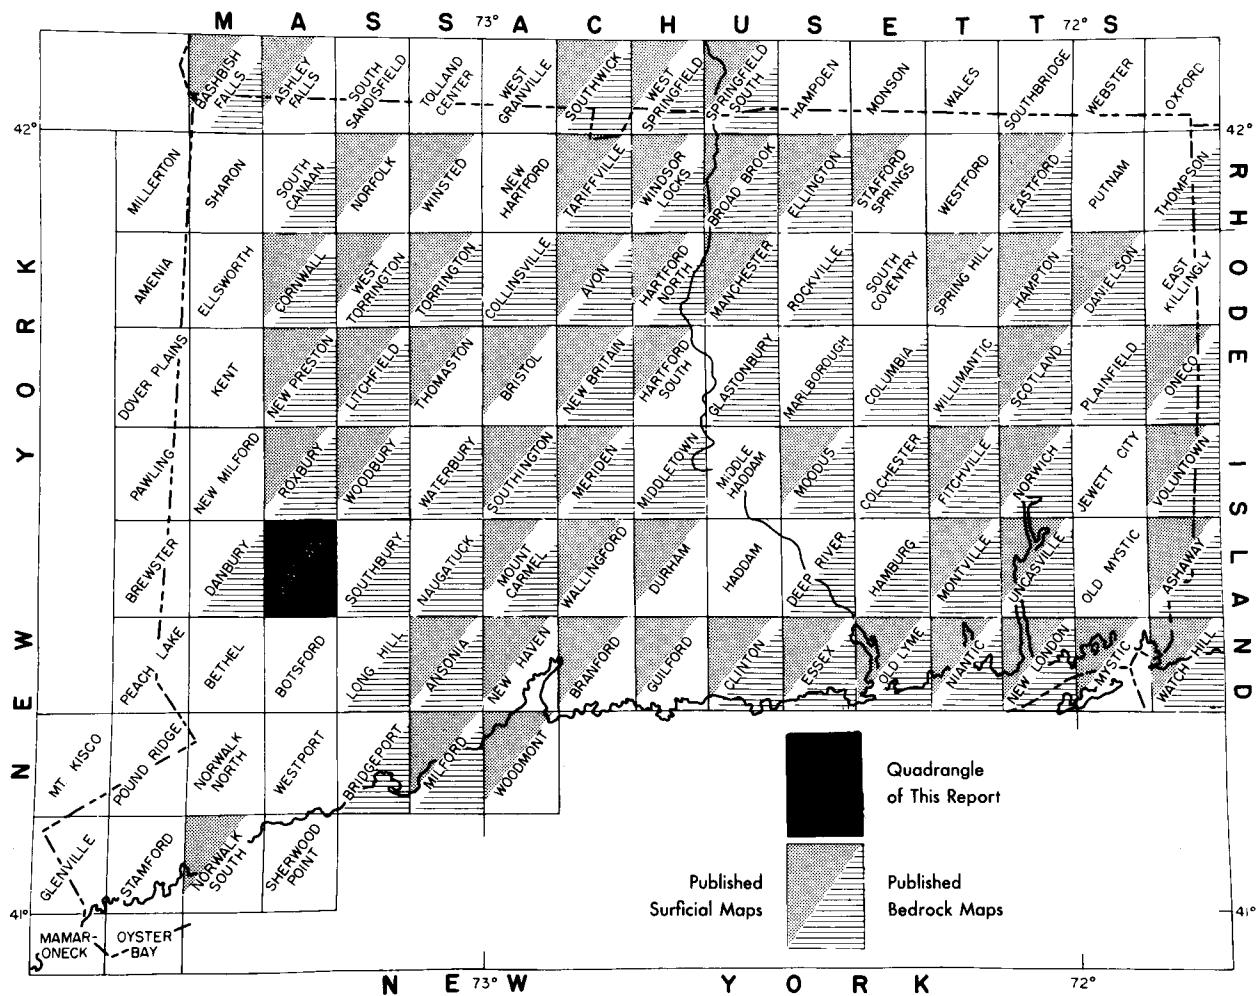 MASSACHUSETTS
73° 72°
BASHBISH FALLS
ASHLEY FALLS
SOUTH SANDISFIELD
TOLLAND CENTER
WEST GRANVILLE
SOUTHWICK
WEST SPRINGFIELD
SPRINGFIELD SOUTH
HAMPDEN
MONSON
WALES
SOUTHBRIDGE
WEBSTER
OXFORD
42° 42°
MILLERTON
SHARON
SOUTH CANAAN
NORFOLK
WINSTED
NEW HARTFORD
TARIFFVILLE
WINDSOR LOCKS
BROAD BROOK
ELLINGTON
STAFFORD SPRINGS
WESTFORD
EASTFORD
PUTNAM
THOMPSON
AMENIA
ELLSWORTH
CORNWALL
WEST TORRINGTON
TORRINGTON
COLLINSVILLE
AVON
HARTFORD NORTH
MANCHESTER
ROCKVILLE
SOUTH COVENTRY
SPRING HILL
HAMPTON
DANIELSON
EAST KILLINGLY
DOVER PLAINS
KENT
NEW PRESTON
LITCHFIELD
THOMASTON
BRISTOL
NEW BRITAIN
HARTFORD SOUTH
GLASTONBURY
MARLBOROUGH
COLUMBIA
WILLIMANTIC
SCOTLAND
PLAINFIELD
ONECO
PAWLING
NEW MILFORD
ROXBURY
WOODBURY
WATERBURY
SOUTHINGTON
MERIDEN
MIDDLETOWN
MIDDLE HADDAM
MOODUS
COLCHESTER
FITCHVILLE
NORWICH
JEWETT CITY
VOLUNTOWN
BREWSTER
DANBURY
SOUTHBURY
NAUGATUCK
MOUNT CARMEL
WALLINGFORD
DURHAM
HADDAM
DEEP RIVER
HAMBURG
MONTVILLE
UNCASVILLE
OLD MYSTIC
ASHAWAY
PEACH LAKE
BETHEL
BOTSFORD
LONG HILL
ANSONIA
NEW HAVEN
BRANFORD
GUILFORD
CLINTON
ESSEX
OLD LYME
NIANTIC
NEW LONDON
MYSTIC
WATCH HILL
MT KISCO
POUND RIDGE
NORWALK NORTH
WESTPORT
BRIDGEPORT
MILFORD
WOODMONT
GLENVILLE
STAMFORD
NORWALK SOUTH
SHERWOOD POINT
41° 41°
MAMAR-
ONECK
OYSTER
BAY
NEW YORK
RHODE ISLAND
Quadrangle
of This Report
Published
Surficial Maps
Published
Bedrock Maps
NEW YORK
73° 72°